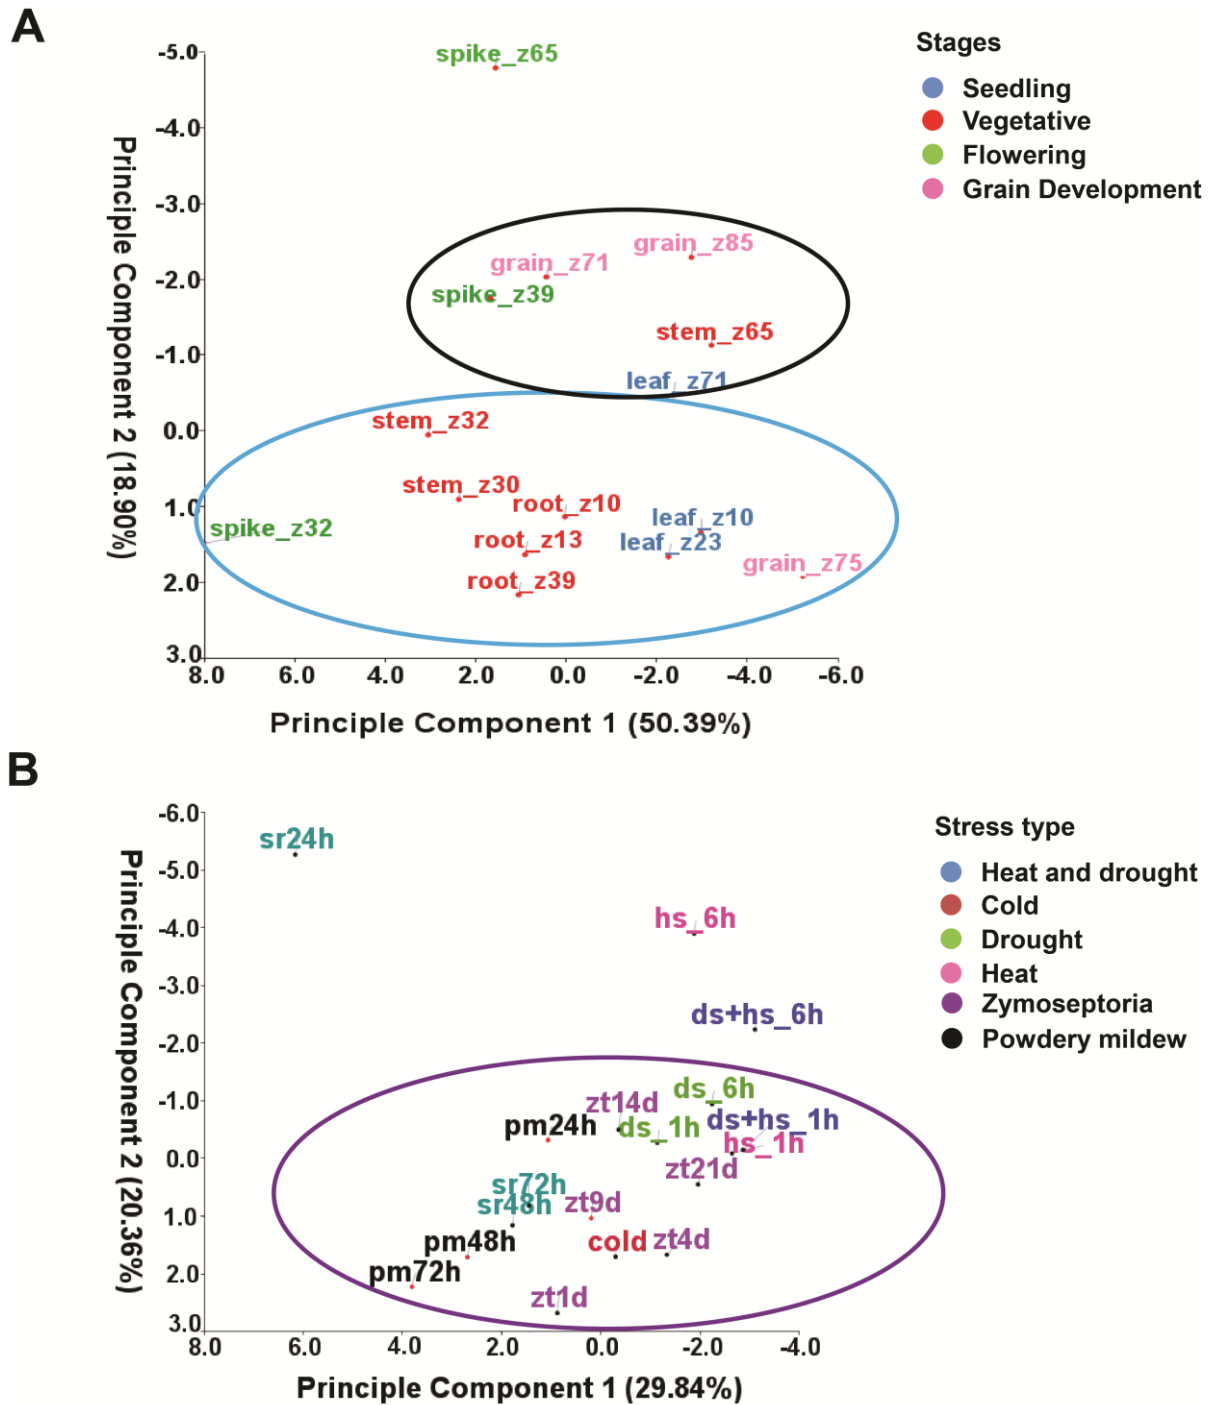 A
Principle Component 2 (18.90%)
-5.0
-4.0
-3.0
-2.0
-1.0
0.0
1.0
2.0
3.0
spike_z65
grain_z85
grain_z71
spike_z39
stem_z65
leaf_z71
stem_z32
stem_z30
root_z10
leaf_z10
spike_z32
root_z13
leaf_z23
grain_z75
root_z39
8.0 6.0 4.0 2.0 0.0 -2.0 -4.0 -6.0
Principle Component 1 (50.39%)
Stages
Seedling
Vegetative
Flowering
Grain Development
B
Principle Component 2 (20.36%)
-6.0
-5.0
-4.0
-3.0
-2.0
-1.0
0.0
1.0
2.0
3.0
sr24h
hs_6h
ds+hs_6h
ds_6h
zt14d
pm24h
ds_1h
ds+hs_1h
hs_1h
zt21d
sr72h
sr48h
zt9d
pm48h
cold
zt4d
pm72h
zt1d
8.0 6.0 4.0 2.0 0.0 -2.0 -4.0
Principle Component 1 (29.84%)
Stress type
Heat and drought
Cold
Drought
Heat
Zymoseptoria
Powdery mildew